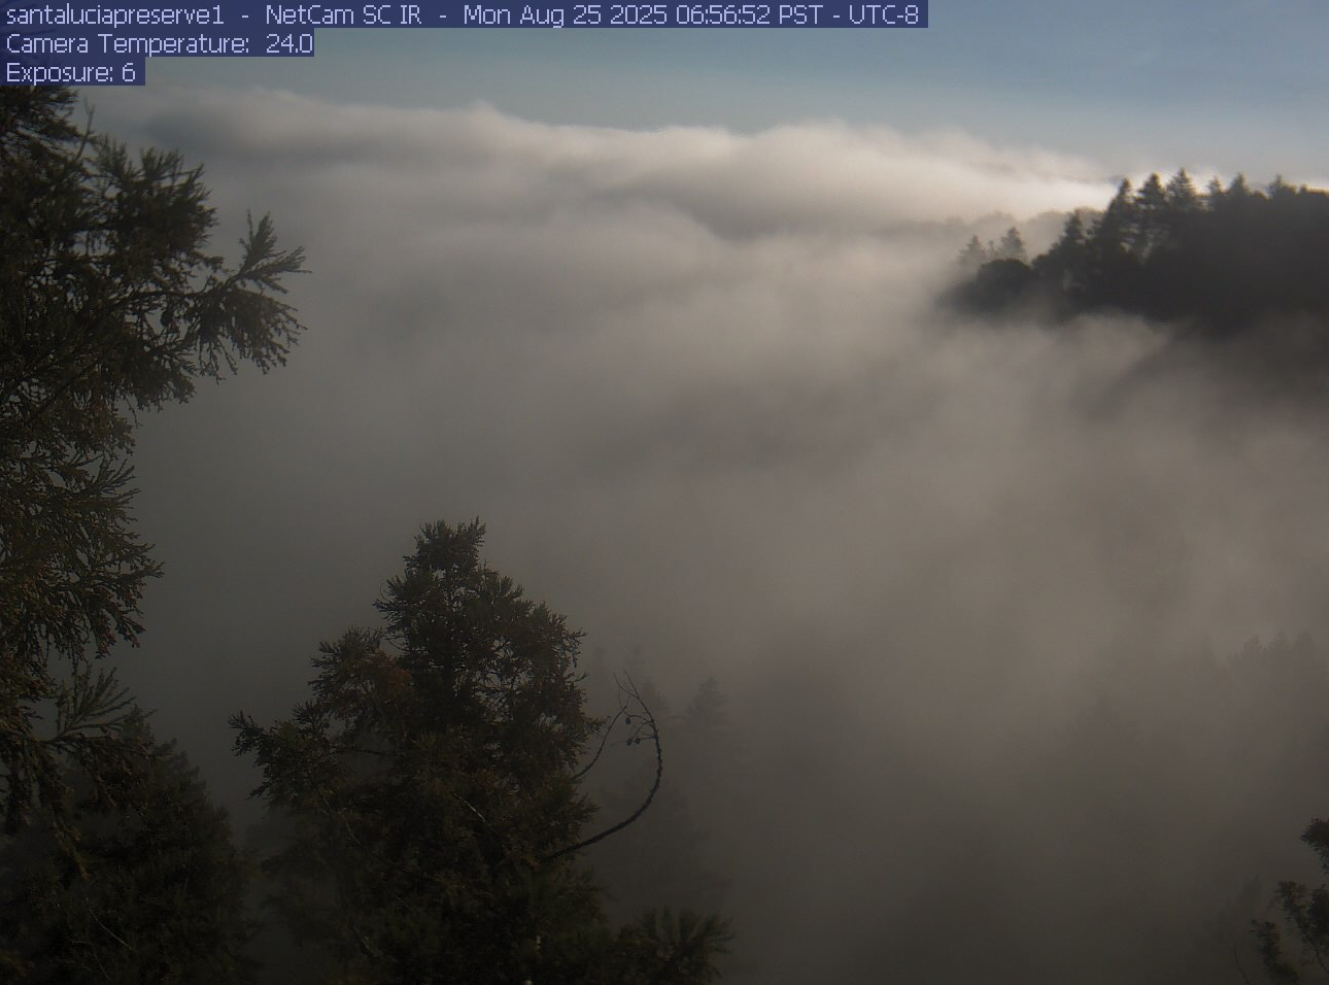 santaluciapreserve1 - NetCam SC IR - Mon Aug 25 2025 06:56:52 PST - UTC-8
Camera Temperature: 24.0
Exposure: 6